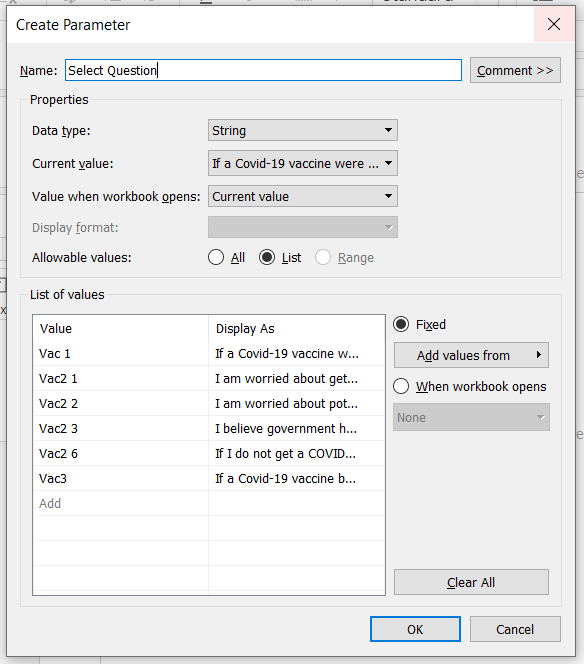 Create Parameter
Name: Select Question Comment >>
Properties
Data type: String
Current value: If a Covid-19 vaccine were ...
Value when workbook opens: Current value
Display format:
Allowable values: All List Range
List of values
Value Display As
Vac 1 If a Covid-19 vaccine w...
Vac2 1 I am worried about get...
Vac2 2 I am worried about pot...
Vac2 3 I believe government h...
Vac2 6 If I do not get a COVID...
Vac3 If a Covid-19 vaccine b...
Add
Fixed
Add values from
When workbook opens
None
Clear All
OK Cancel